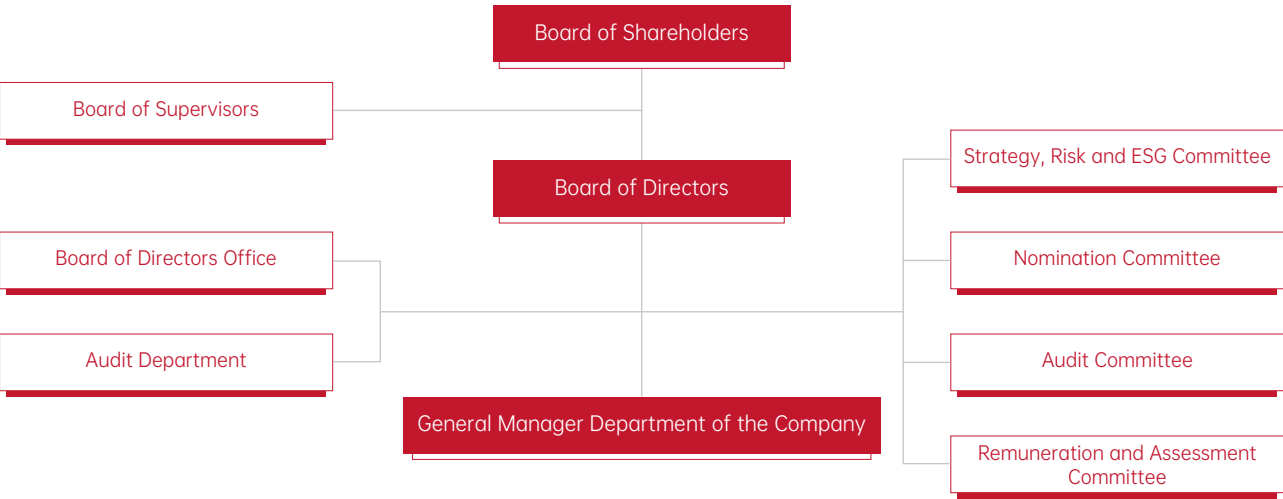 Board of Shareholders
Board of Supervisors
Strategy, Risk and ESG Committee
Board of Directors
Board of Directors Office
Nomination Committee
Audit Department
Audit Committee
General Manager Department of the Company
Remuneration and Assessment
Committee